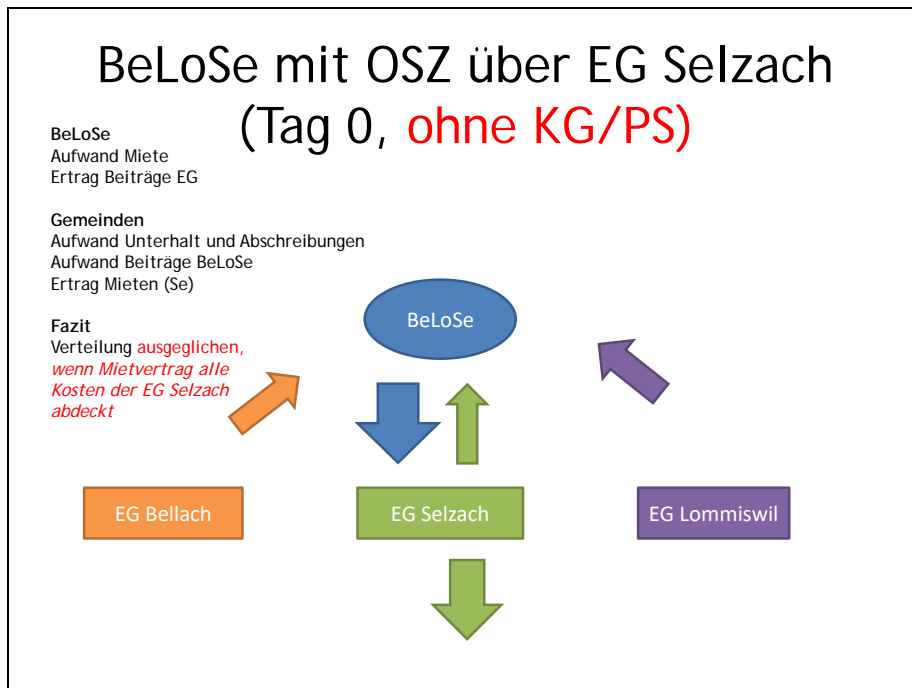 BeLoSe mit OSZ über EG Selzach
(Tag 0, ohne KG/PS)
BeLoSe
Aufwand Miete
Ertrag Beiträge EG
Gemeinden
Aufwand Unterhalt und Abschreibungen
Aufwand Beiträge BeLoSe
Ertrag Mieten (Se)
Fazit
Verteilung ausgeglichen,
wenn Mietvertrag alle
Kosten der EG Selzach
abdeckt
BeLoSe
EG Bellach
EG Selzach
EG Lommiswil